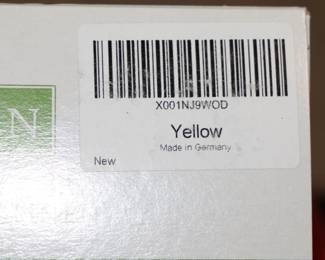 X001NJ9WOD
Yellow
Made in Germany
New
N